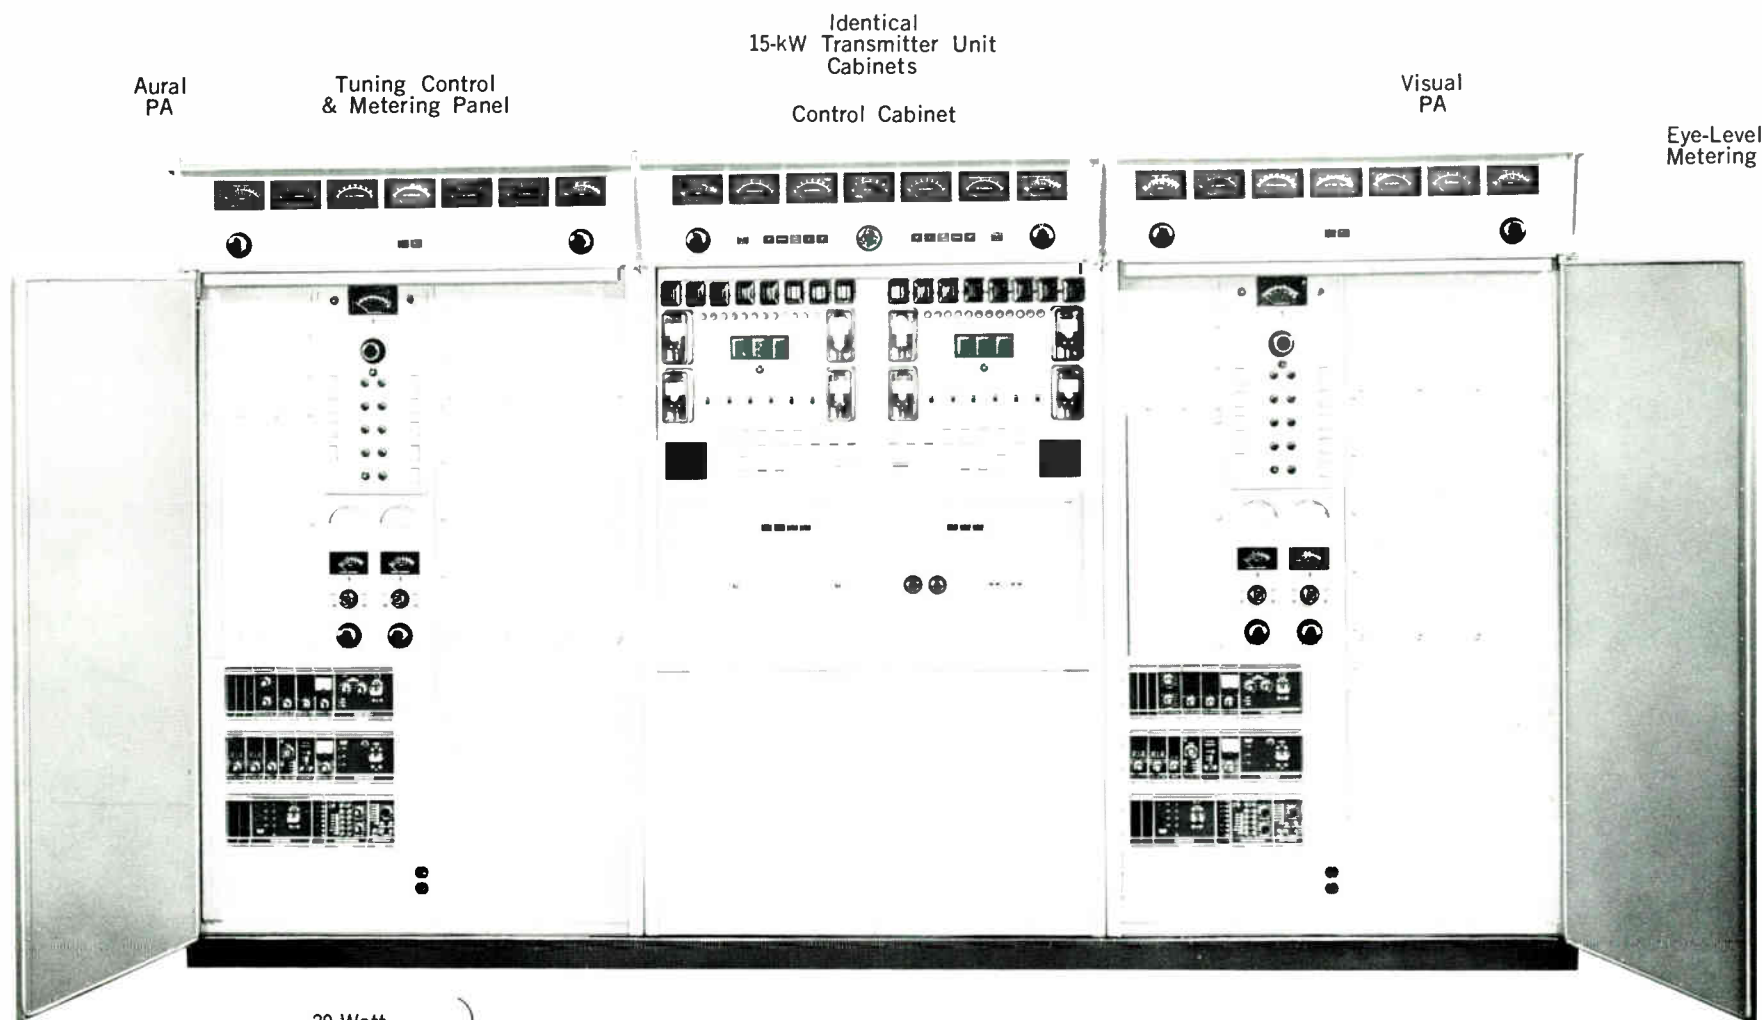 Identical
15-kW Transmitter Unit
Cabinets
Aural
PA
Tuning Control
& Metering Panel
Control Cabinet
Visual
PA
Eye-Level
Metering